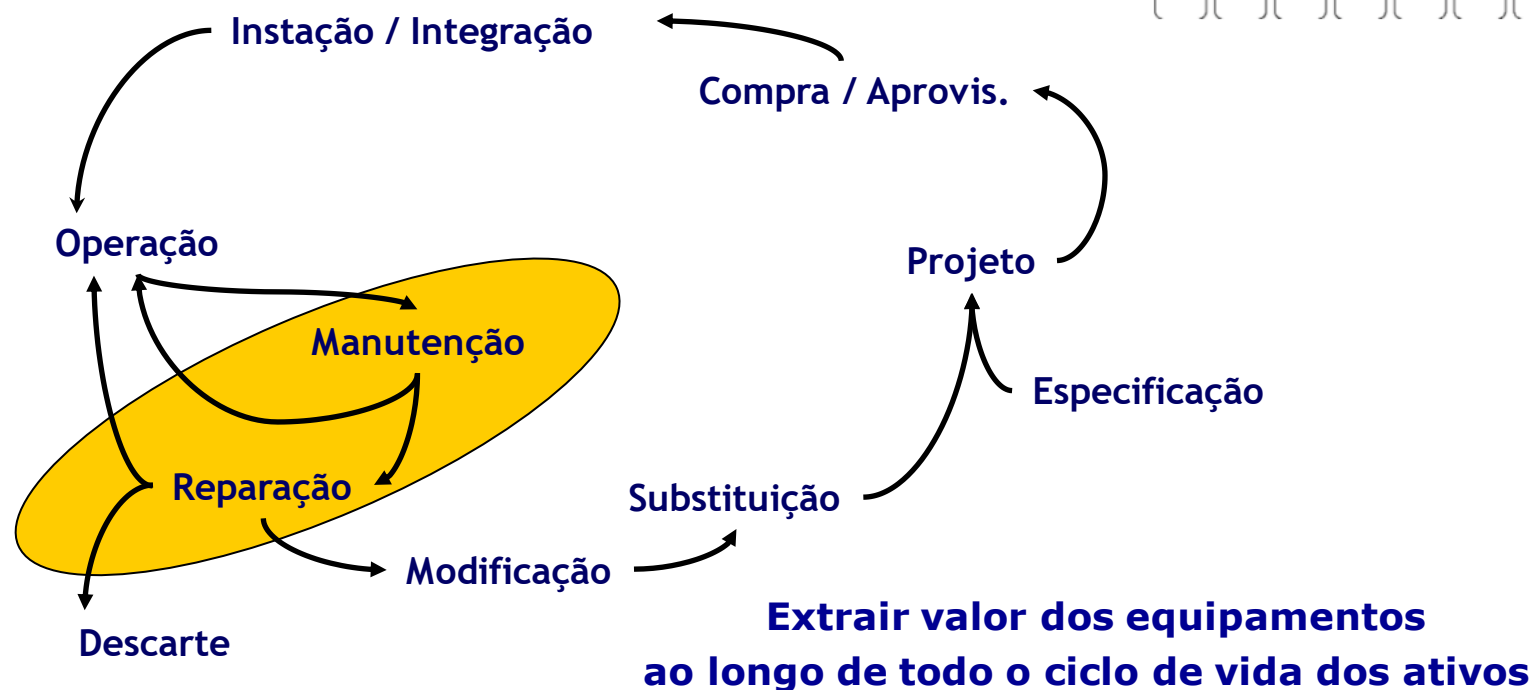 Instação / Integração
Compra / Aprovis.
Operação
Projeto
Manutenção
Especificação
Reparação
Substituição
Modificação
Descarte
Extrair valor dos equipamentos
ao longo de todo o ciclo de vida dos ativos